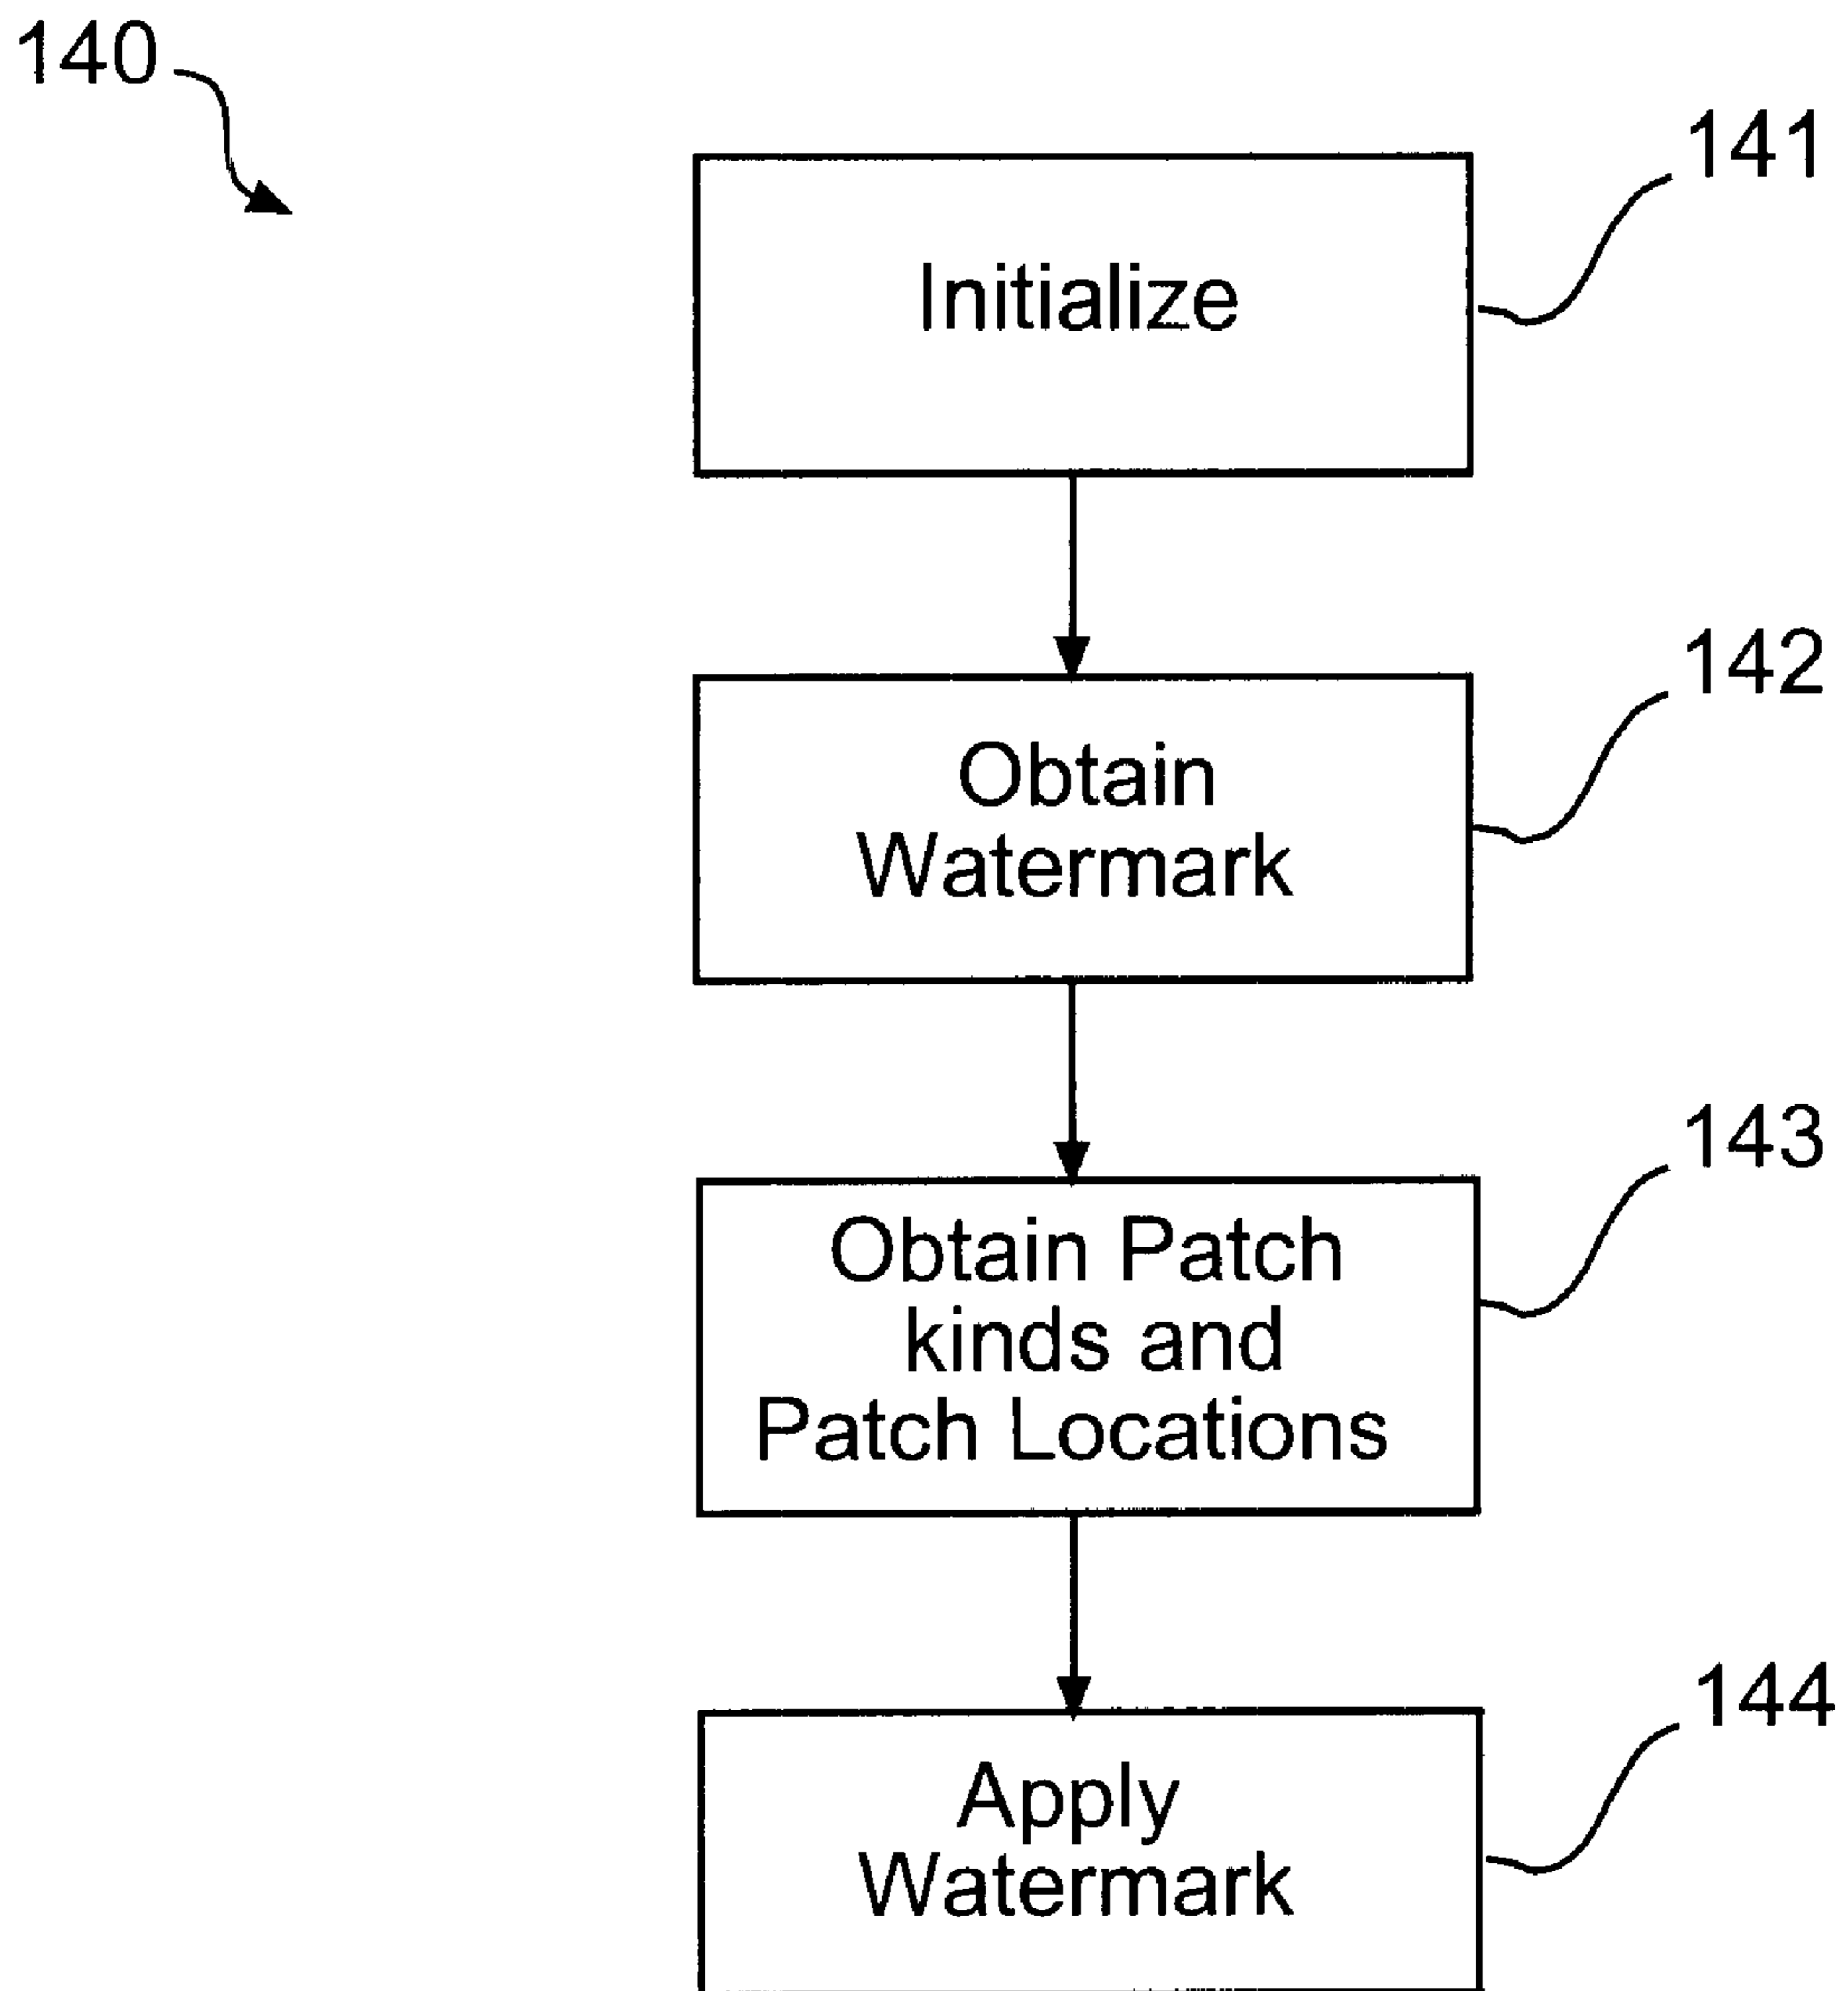 140
141
Initialize
142
Obtain
Watermark
143
Obtain Patch
kinds and
Patch Locations
144
Apply
Watermark